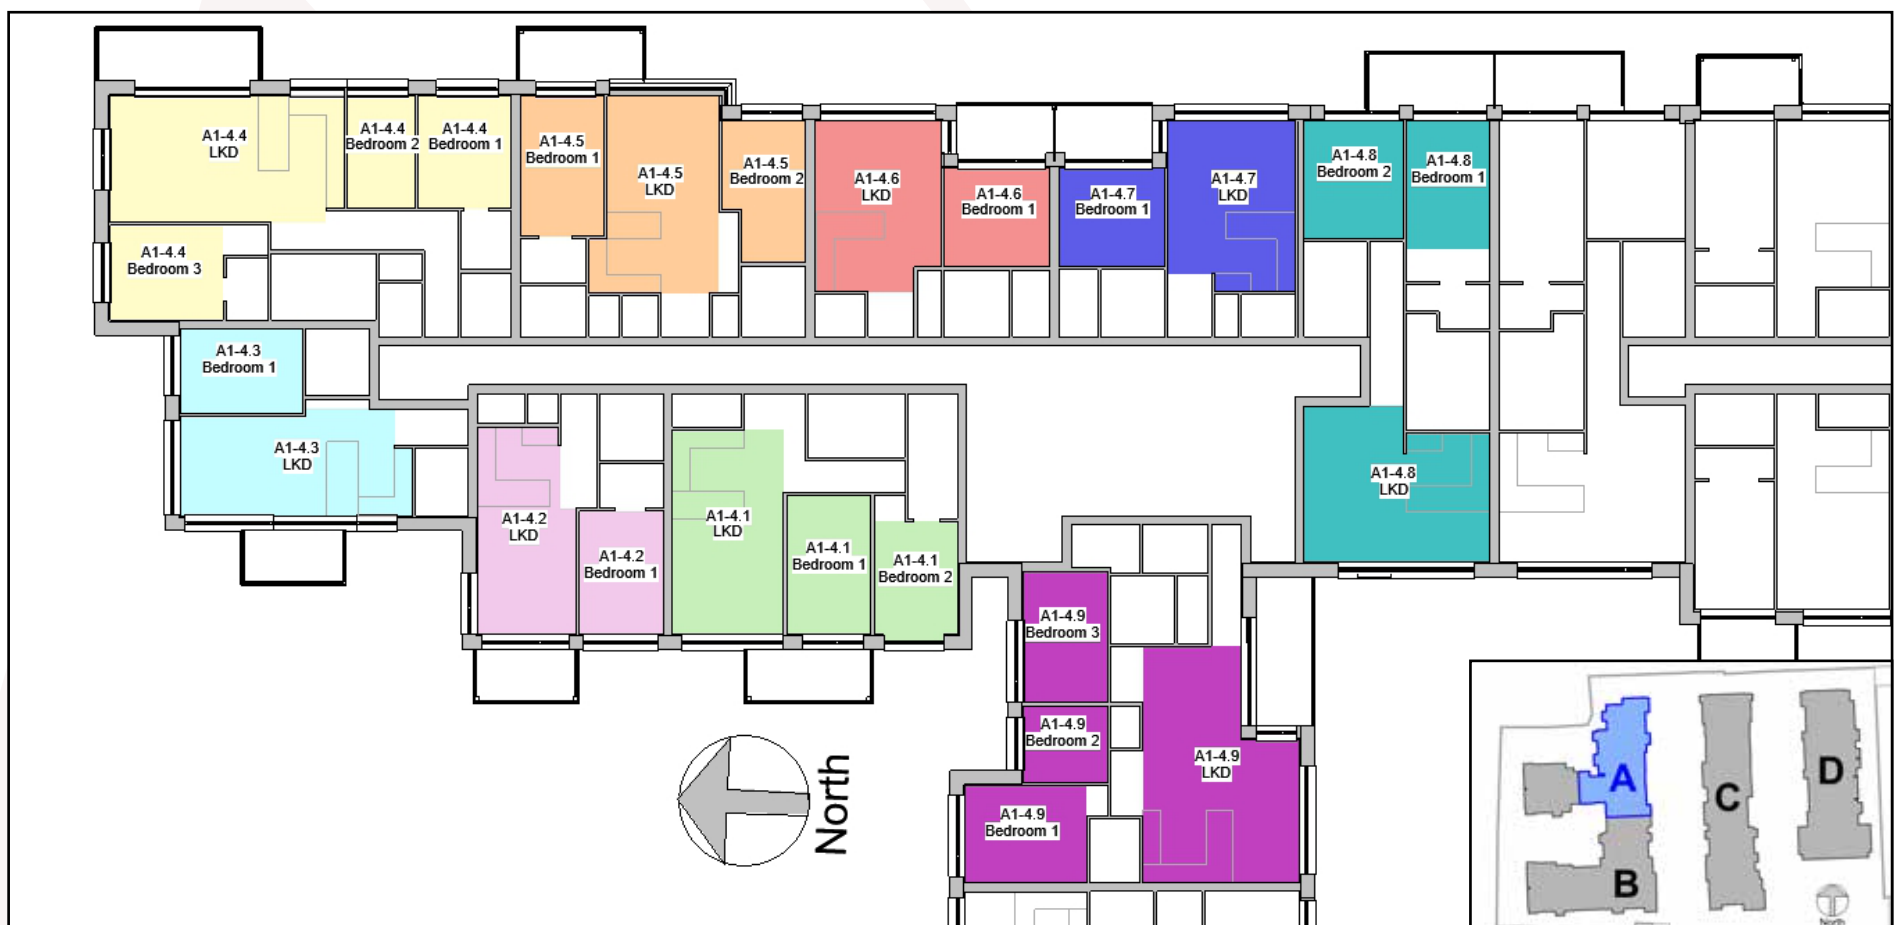 A1-4.4
LKD
A1-4.4
Bedroom 2
A1-4.4
Bedroom 1
A1-4.5
Bedroom 1
A1-4.5
LKD
A1-4.5
Bedroom 2
A1-4.6
LKD
A1-4.6
Bedroom 1
A1-4.7
Bedroom 1
A1-4.7
LKD
A1-4.8
Bedroom 2
A1-4.8
Bedroom 1
A1-4.4
Bedroom 3
A1-4.3
Bedroom 1
A1-4.3
LKD
A1-4.2
LKD
A1-4.2
Bedroom 1
A1-4.1
LKD
A1-4.1
Bedroom 1
A1-4.1
Bedroom 2
A1-4.8
LKD
A1-4.9
Bedroom 3
A1-4.9
Bedroom 2
A1-4.9
LKD
A1-4.9
Bedroom 1
North
A
B
C
D
North